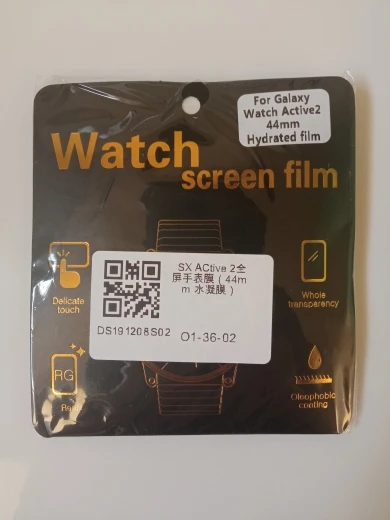 For Galaxy
Watch Active2
44mm
Hydrated film
Watch
screen film
Delicate
touch
SX ACtive 2全
屏手表膜（44m
m 水凝膜）
DS191208S02
O1-36-02
Whole
transparency
RG
Oleophobic
coating